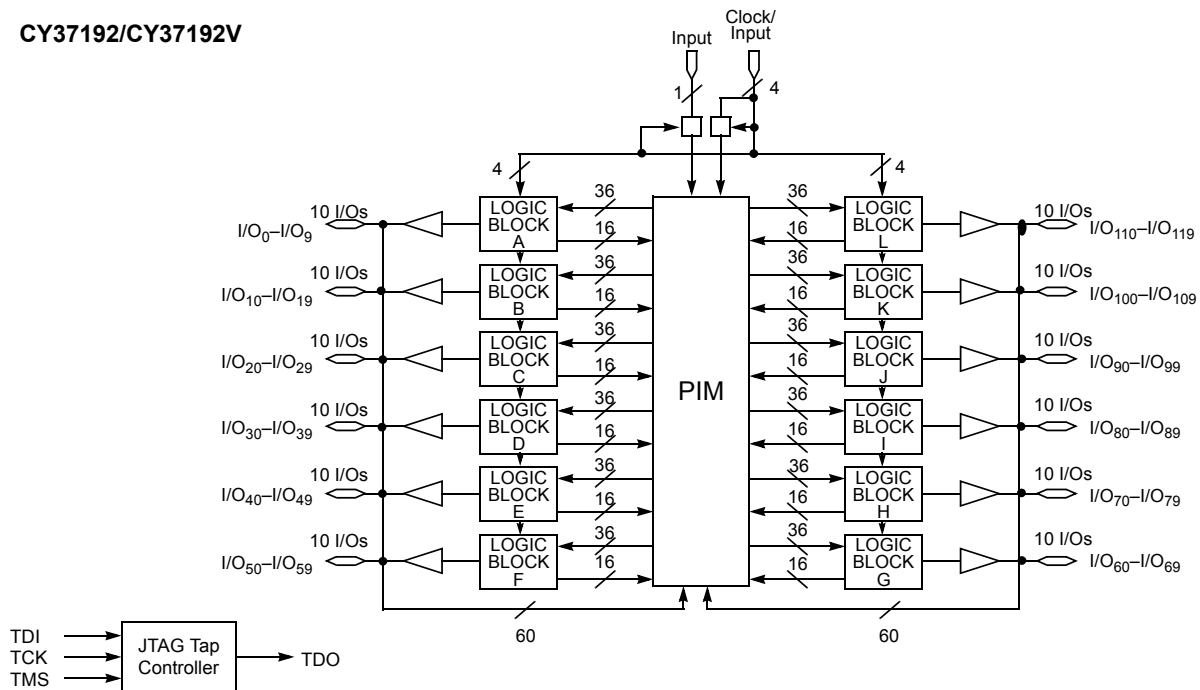 CY37192/CY37192V
Input
Clock/
Input
1
4
4
4
10 I/Os
I/O0–I/O9
LOGIC
BLOCK
A
36
16
36
16
LOGIC
BLOCK
L
10 I/Os
I/O110–I/O119
10 I/Os
I/O10–I/O19
LOGIC
BLOCK
B
36
16
36
16
LOGIC
BLOCK
K
10 I/Os
I/O100–I/O109
10 I/Os
I/O20–I/O29
LOGIC
BLOCK
C
36
16
PIM
36
16
LOGIC
BLOCK
J
10 I/Os
I/O90–I/O99
10 I/Os
I/O30–I/O39
LOGIC
BLOCK
D
36
16
36
16
LOGIC
BLOCK
I
10 I/Os
I/O80–I/O89
10 I/Os
I/O40–I/O49
LOGIC
BLOCK
E
36
16
36
16
LOGIC
BLOCK
H
10 I/Os
I/O70–I/O79
10 I/Os
I/O50–I/O59
LOGIC
BLOCK
F
36
16
36
16
LOGIC
BLOCK
G
10 I/Os
I/O60–I/O69
60
60
TDI
TCK
TMS
JTAG Tap
Controller
TDO